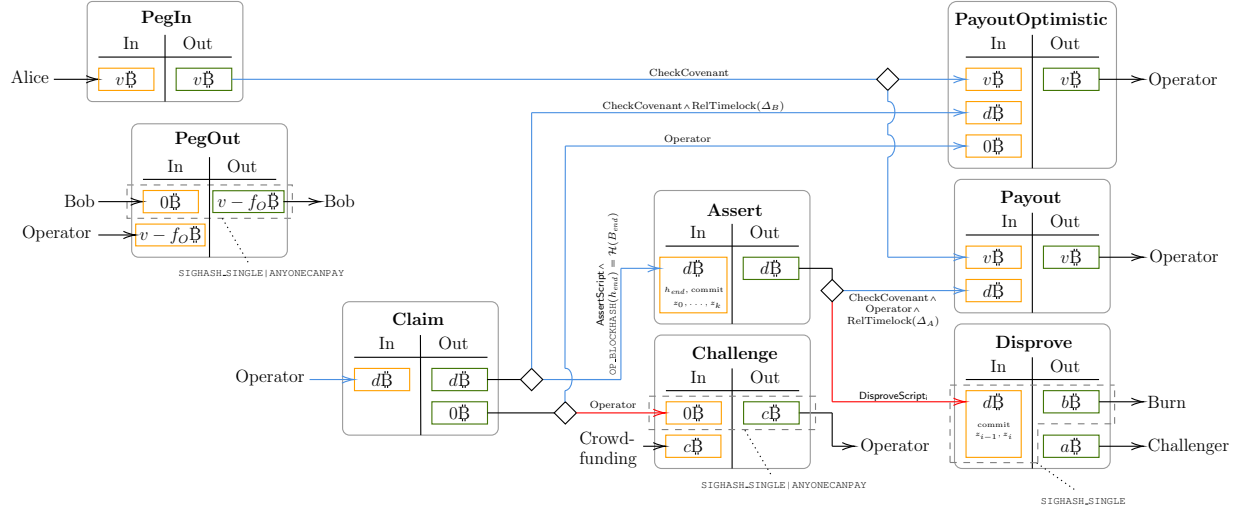 PegIn
In Out
Alice
v₿ v₿
CheckCovenant
PayoutOptimistic
In Out
v₿ v₿
Operator
d₿
0₿
CheckCovenant ∧ RelTimelock(Δ_B)
Operator
PegOut
In Out
Bob
0₿ v − f_O₿
Bob
Operator
v − f_O₿
SIGHASH_SINGLE|ANYONECANPAY
Assert
In Out
d₿ d₿
h_end, commit
z_0, . . . , z_k
AssertScript∧
OP_BLOCKHASH(h_end) = H(B_end)
Payout
In Out
v₿ v₿
Operator
d₿
CheckCovenant∧
Operator∧
RelTimelock(Δ_A)
Claim
In Out
Operator
d₿ d₿
0₿
Challenge
In Out
Operator
0₿ c₿
Crowd-
funding
c₿
Operator
SIGHASH_SINGLE|ANYONECANPAY
Disprove
In Out
DisproveScript_i
d₿ b₿
Burn
commit
z_{i−1}, z_i
a₿
Challenger
SIGHASH_SINGLE